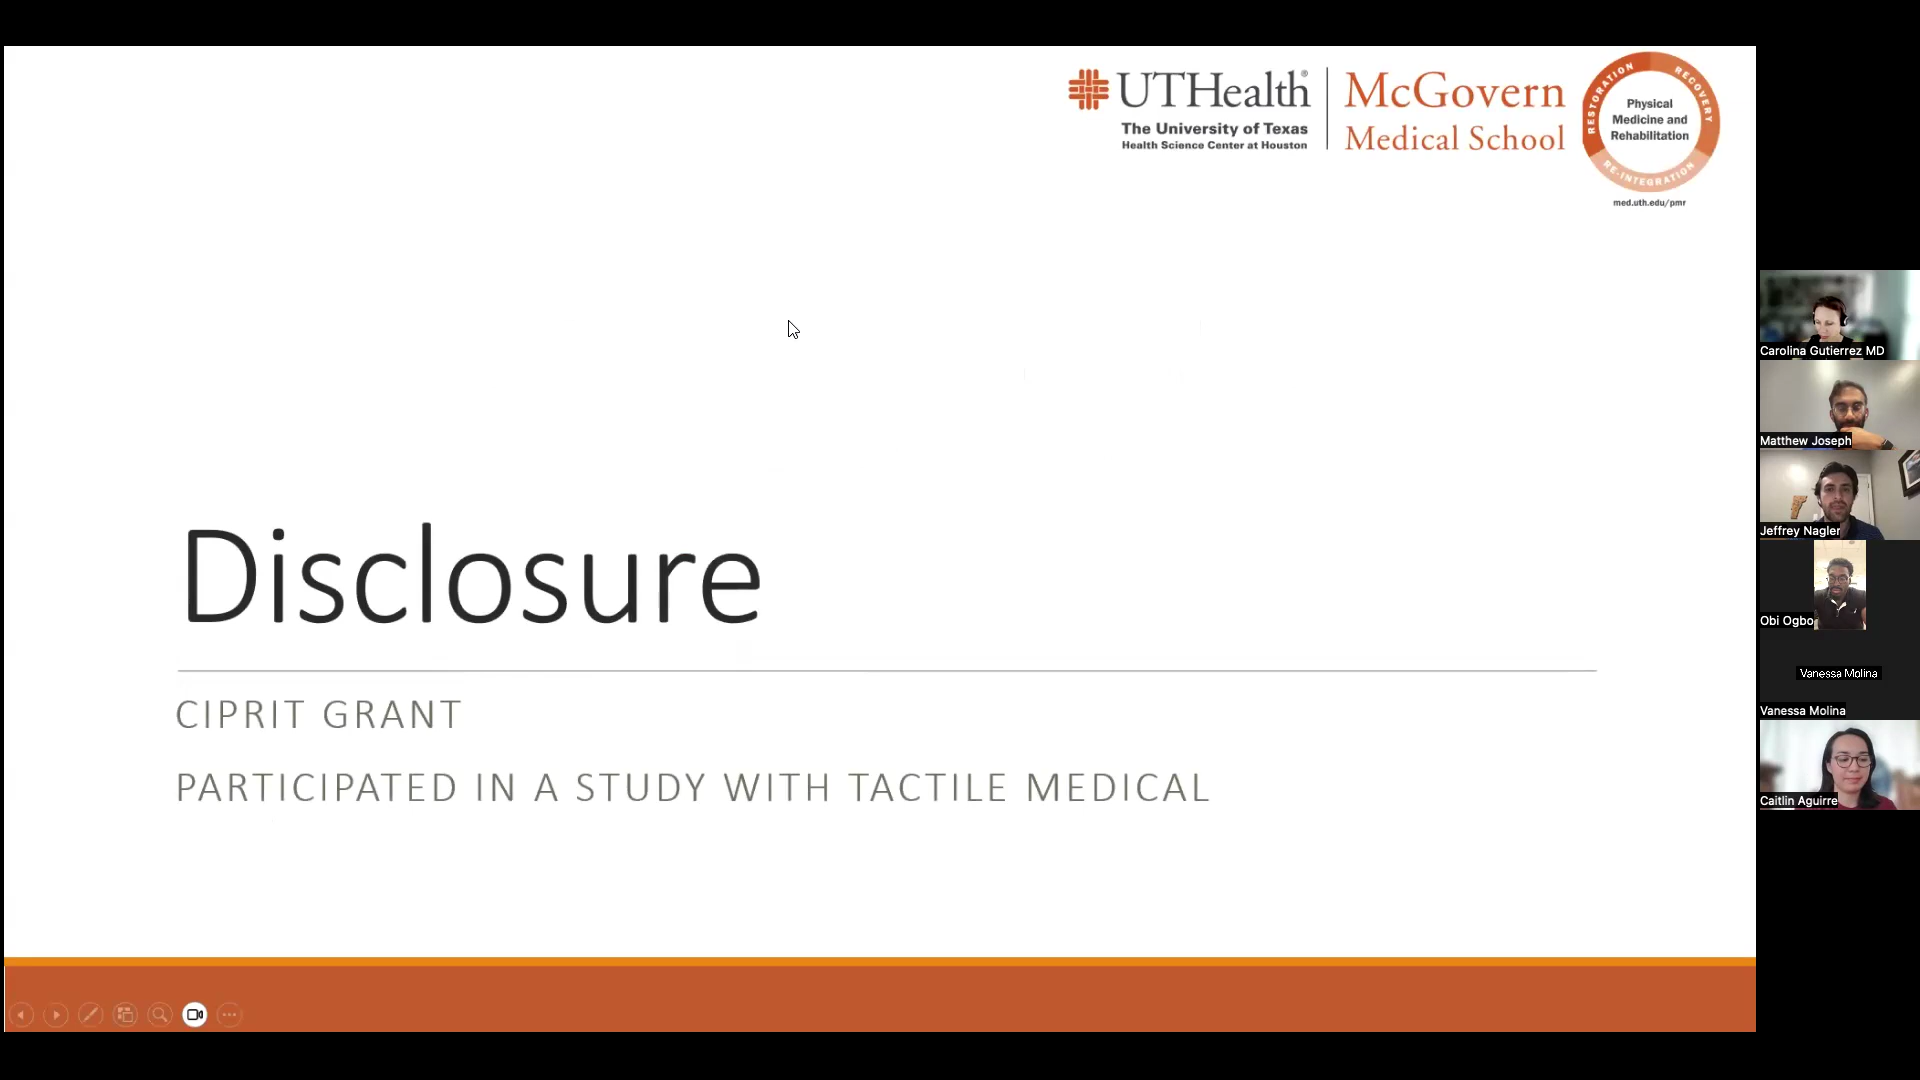 UTHealth®
The University of Texas
Health Science Center at Houston
McGovern
Medical School
RESTORATION
RECOVERY
RE-INTEGRATION
Physical
Medicine and
Rehabilitation
med.uth.edu/pmr
Disclosure
CIPRIT GRANT
PARTICIPATED IN A STUDY WITH TACTILE MEDICAL
Carolina Gutierrez MD
Matthew Joseph
Jeffrey Nagler
Obi Ogbo
Vanessa Molina
Vanessa Molina
Caitlin Aguirre